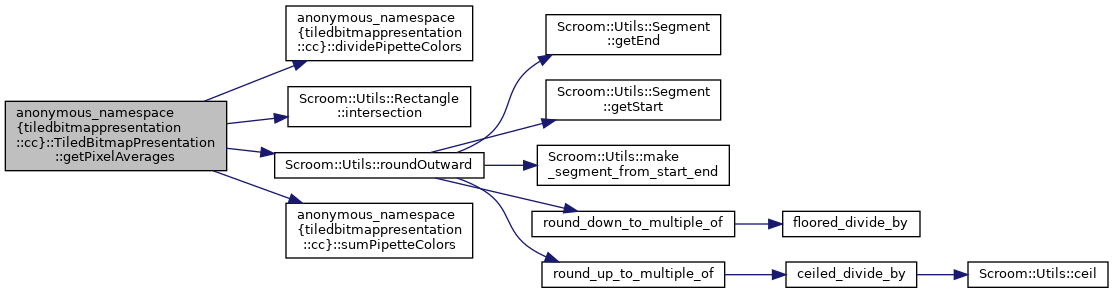 anonymous_namespace
{tiledbitmappresentation
::cc}::TiledBitmapPresentation
::getPixelAverages
anonymous_namespace
{tiledbitmappresentation
::cc}::dividePipetteColors
Scroom::Utils::Rectangle
::intersection
Scroom::Utils::roundOutward
anonymous_namespace
{tiledbitmappresentation
::cc}::sumPipetteColors
Scroom::Utils::Segment
::getEnd
Scroom::Utils::Segment
::getStart
Scroom::Utils::make
_segment_from_start_end
round_down_to_multiple_of
floored_divide_by
round_up_to_multiple_of
ceiled_divide_by
Scroom::Utils::ceil